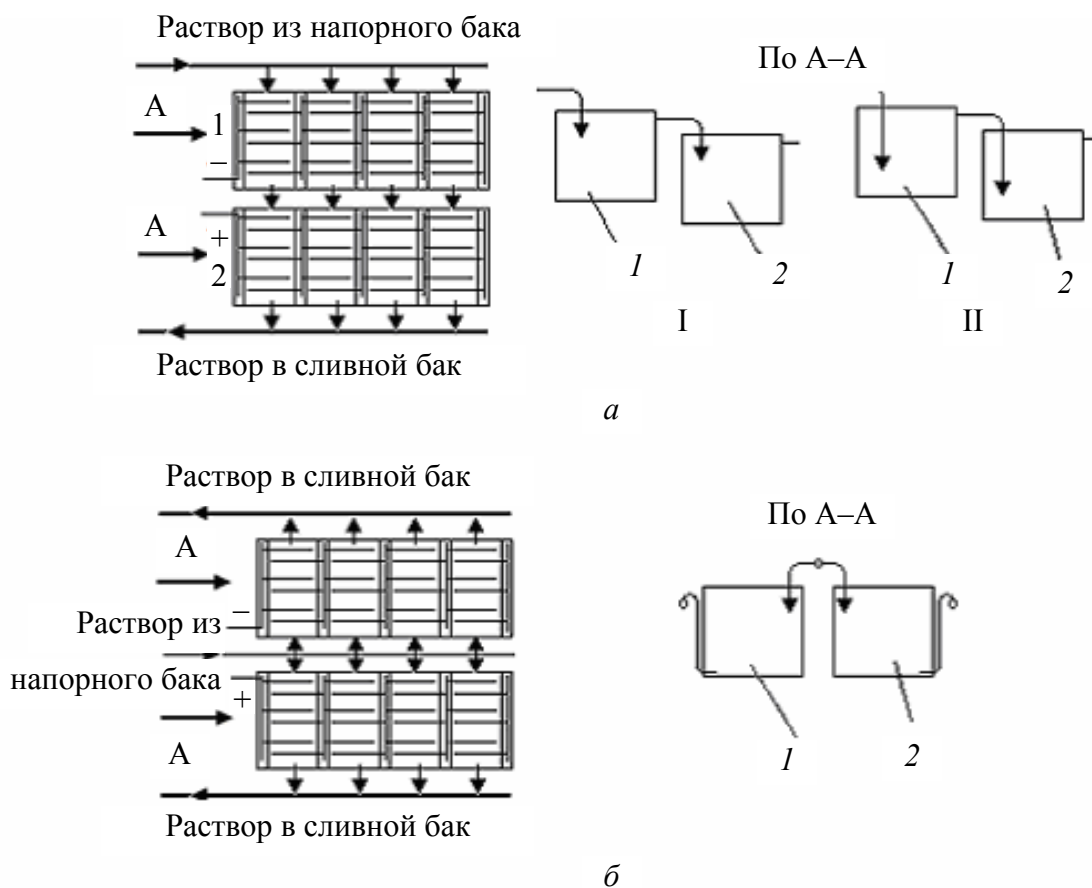 Раствор из напорного бака
А
1
–
А
+
2
Раствор в сливной бак
По А–А
1
2
I
1
2
II
а
Раствор в сливной бак
А
–
Раствор из
напорного бака
+
А
Раствор в сливной бак
По А–А
1
2
б